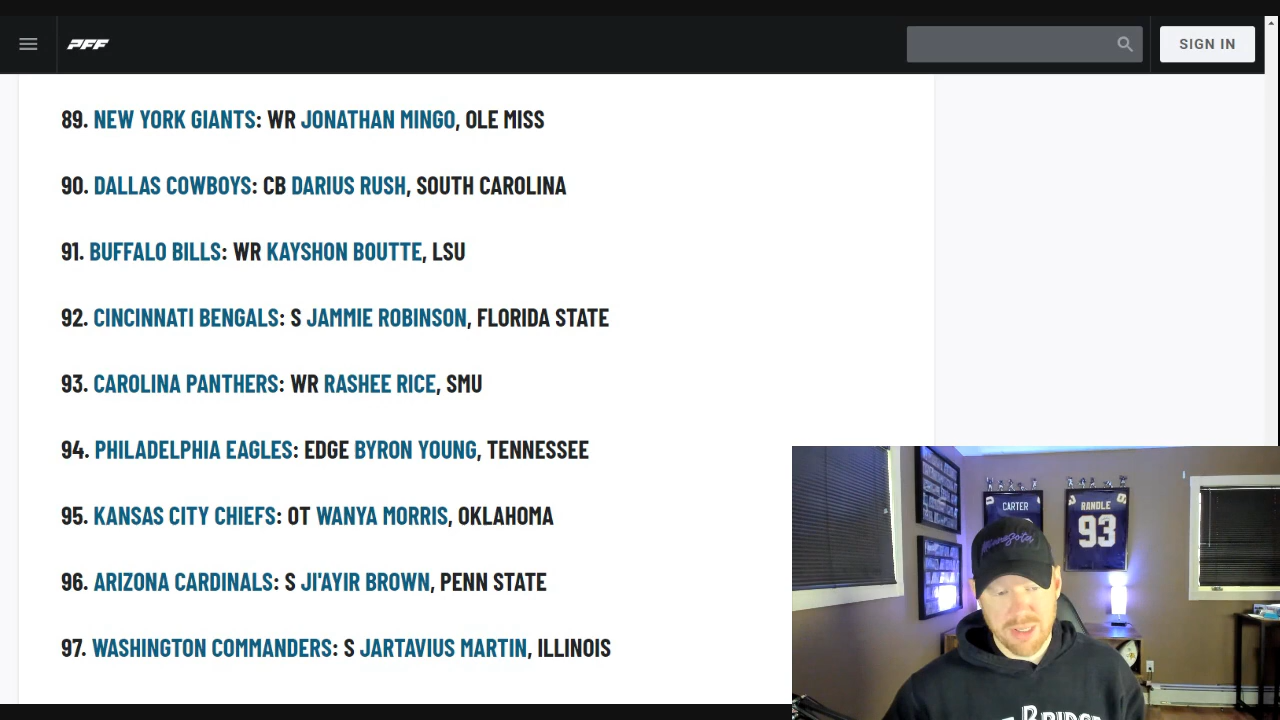 PFF
SIGN IN
89. NEW YORK GIANTS: WR JONATHAN MINGO, OLE MISS
90. DALLAS COWBOYS: CB DARIUS RUSH, SOUTH CAROLINA
91. BUFFALO BILLS: WR KAYSHON BOUTTE, LSU
92. CINCINNATI BENGALS: S JAMMIE ROBINSON, FLORIDA STATE
93. CAROLINA PANTHERS: WR RASHEE RICE, SMU
94. PHILADELPHIA EAGLES: EDGE BYRON YOUNG, TENNESSEE
95. KANSAS CITY CHIEFS: OT WANYA MORRIS, OKLAHOMA
96. ARIZONA CARDINALS: S JI'AYIR BROWN, PENN STATE
97. WASHINGTON COMMANDERS: S JARTAVIUS MARTIN, ILLINOIS
CARTER
RANDLE
93
Minnesota